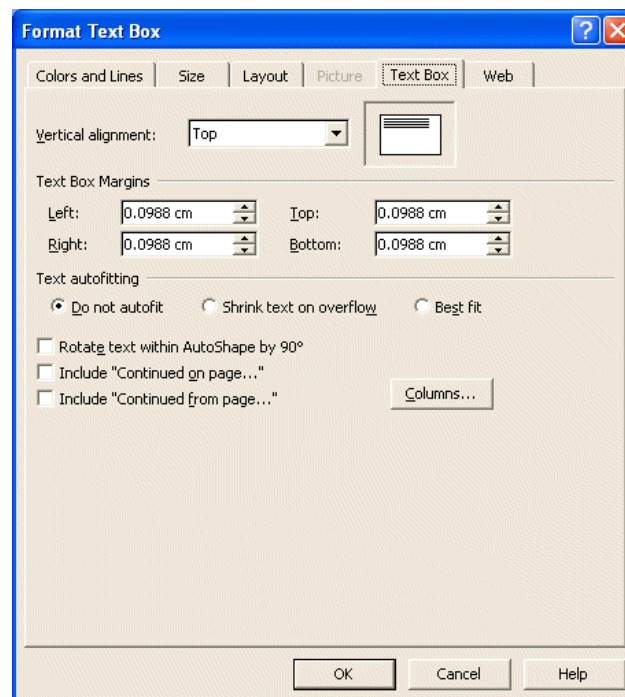 Format Text Box
Colors and Lines Size Layout Picture Text Box Web
Vertical alignment: Top
Text Box Margins
Left: 0.0988 cm Top: 0.0988 cm
Right: 0.0988 cm Bottom: 0.0988 cm
Text autofitting
Do not autofit Shrink text on overflow Best fit
Rotate text within AutoShape by 90°
Include "Continued on page..."
Include "Continued from page..." Columns...
OK Cancel Help